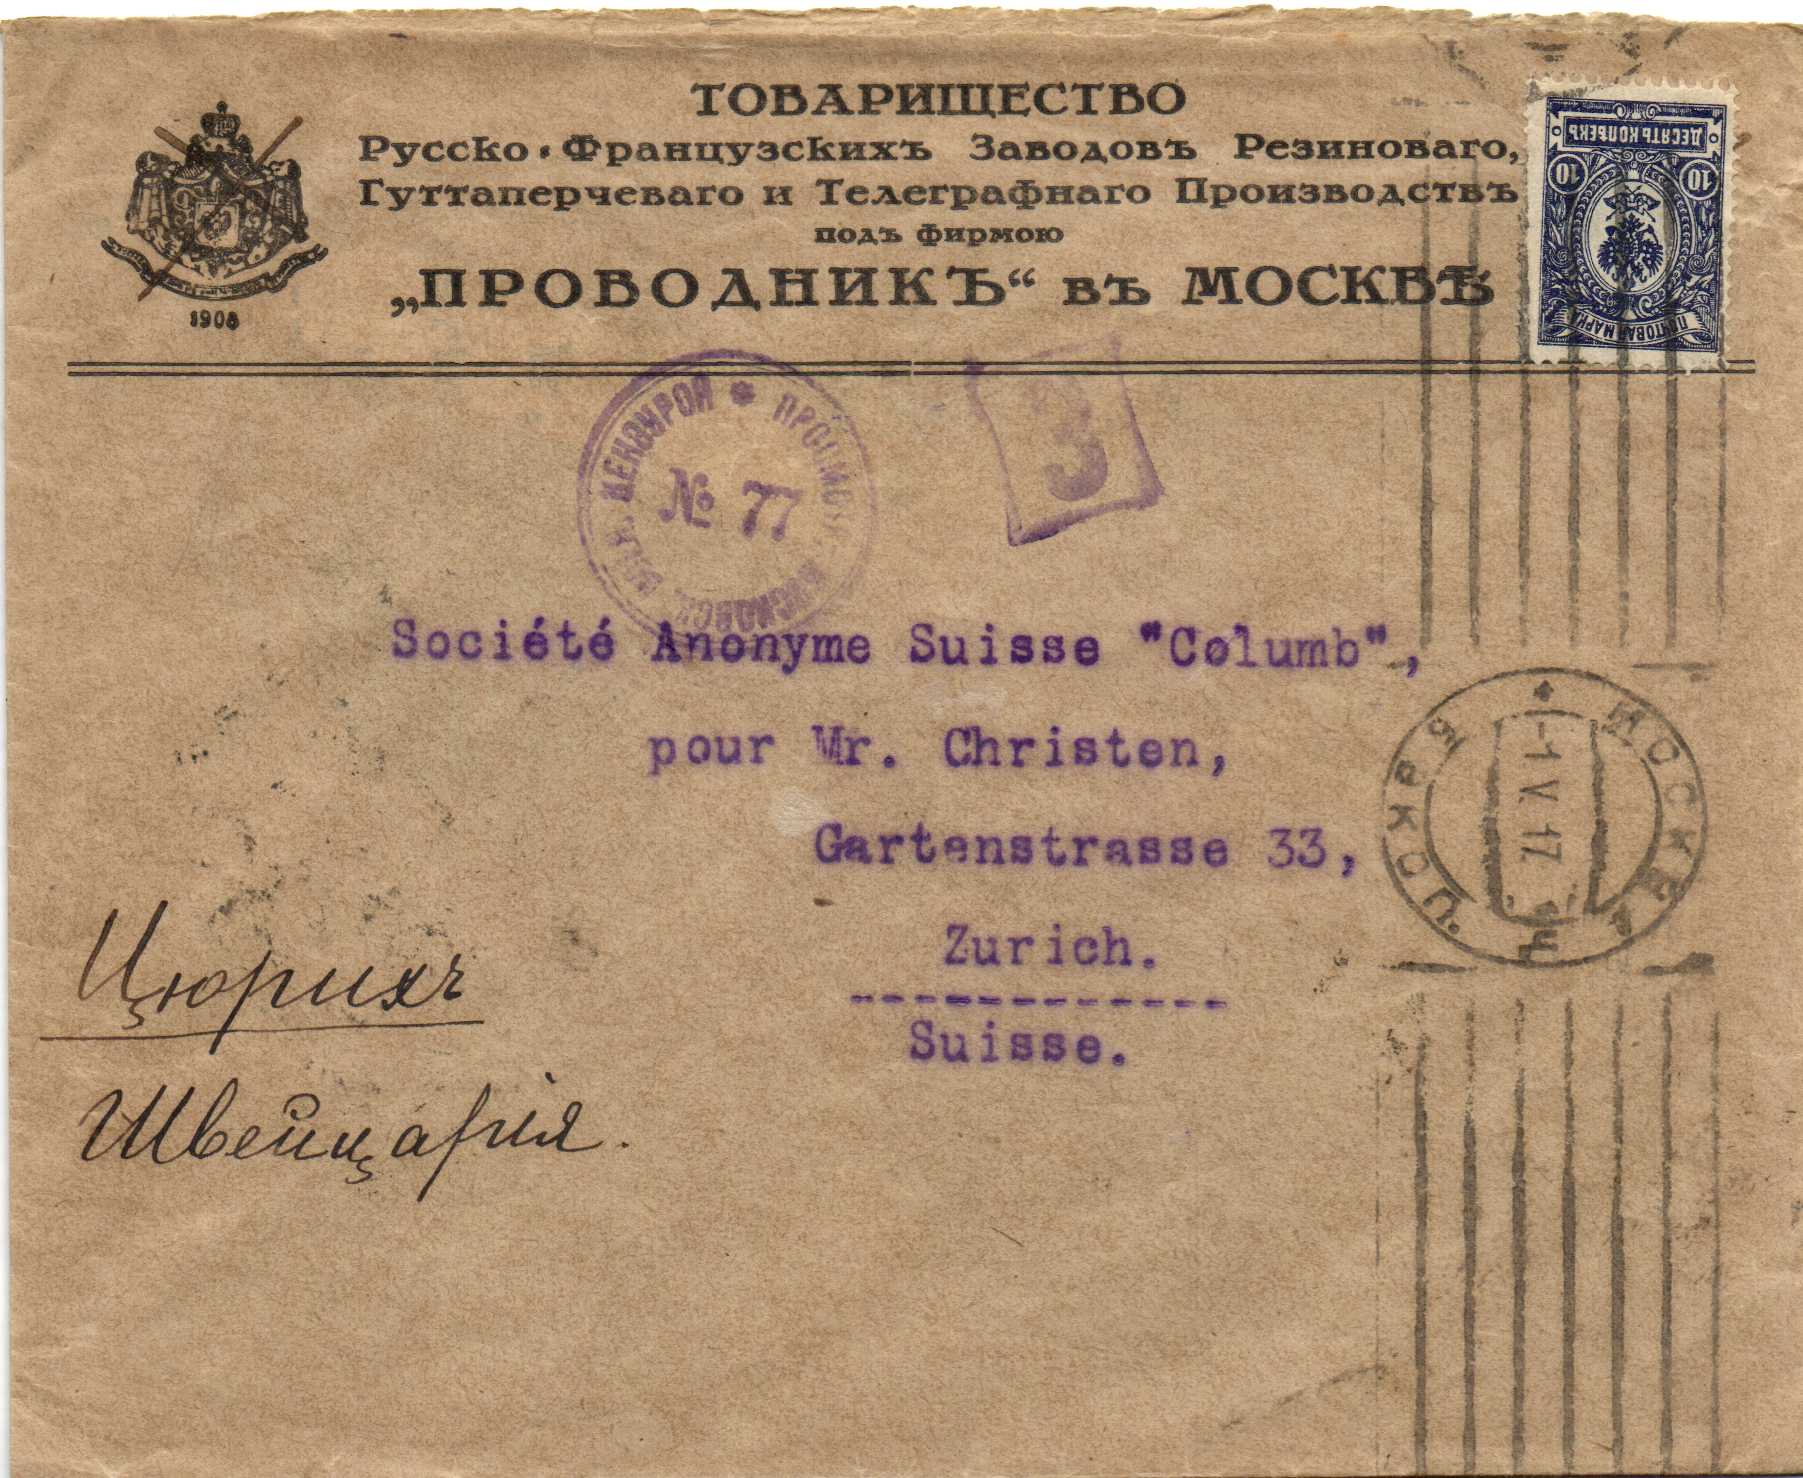 ТОВАРИЩЕСТВО
Русско-Французскихъ Заводовъ Резиноваго,
Гуттаперчеваго и Телеграфнаго Производствъ
подъ фирмою
„ПРОВОДНИКЪ“ въ МОСКВѢ
1908
ДЕСЯТЬ КОПѢЕКЪ
10 10
ПОЧТОВАЯ МАРКА
ЦЕНЗУРОЙ
№ 77
3
Société Anonyme Suisse "Columb",
pour Mr. Christen,
Gartenstrasse 33,
Zurich.
------------
Suisse.
МОСКВА
-1 V. 17.
Цюрихъ
Швейцарія.